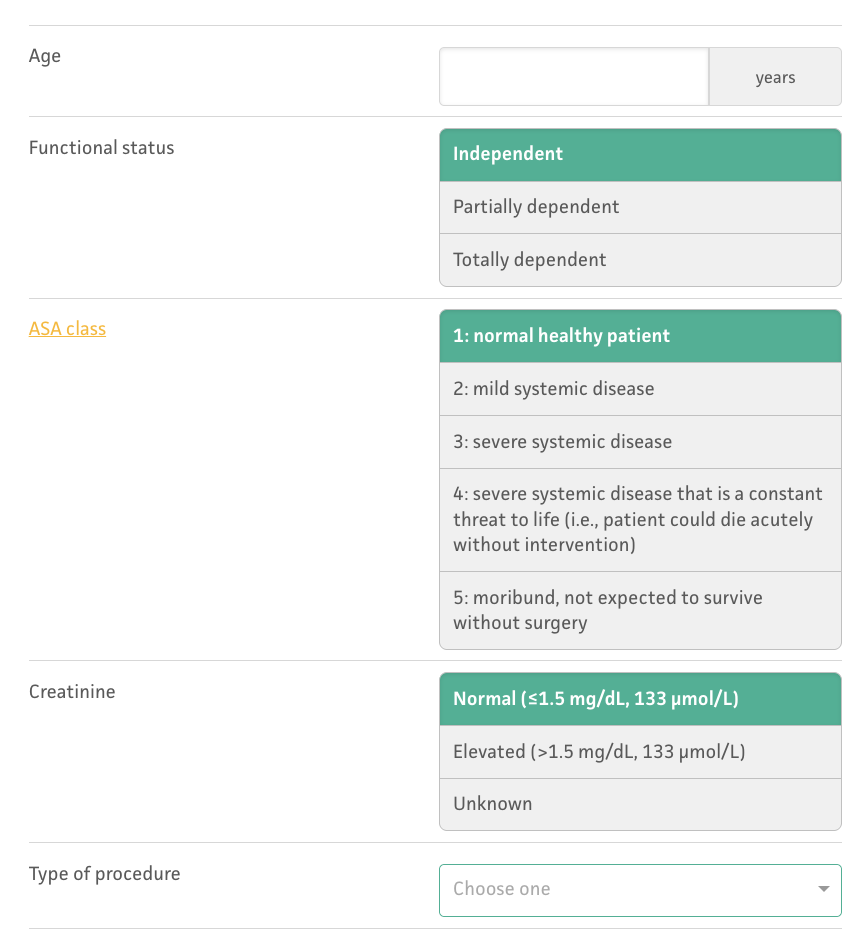 Age
years
Functional status
Independent
Partially dependent
Totally dependent
ASA class
1: normal healthy patient
2: mild systemic disease
3: severe systemic disease
4: severe systemic disease that is a constant
threat to life (i.e., patient could die acutely
without intervention)
5: moribund, not expected to survive
without surgery
Creatinine
Normal (≤1.5 mg/dL, 133 µmol/L)
Elevated (>1.5 mg/dL, 133 µmol/L)
Unknown
Type of procedure
Choose one